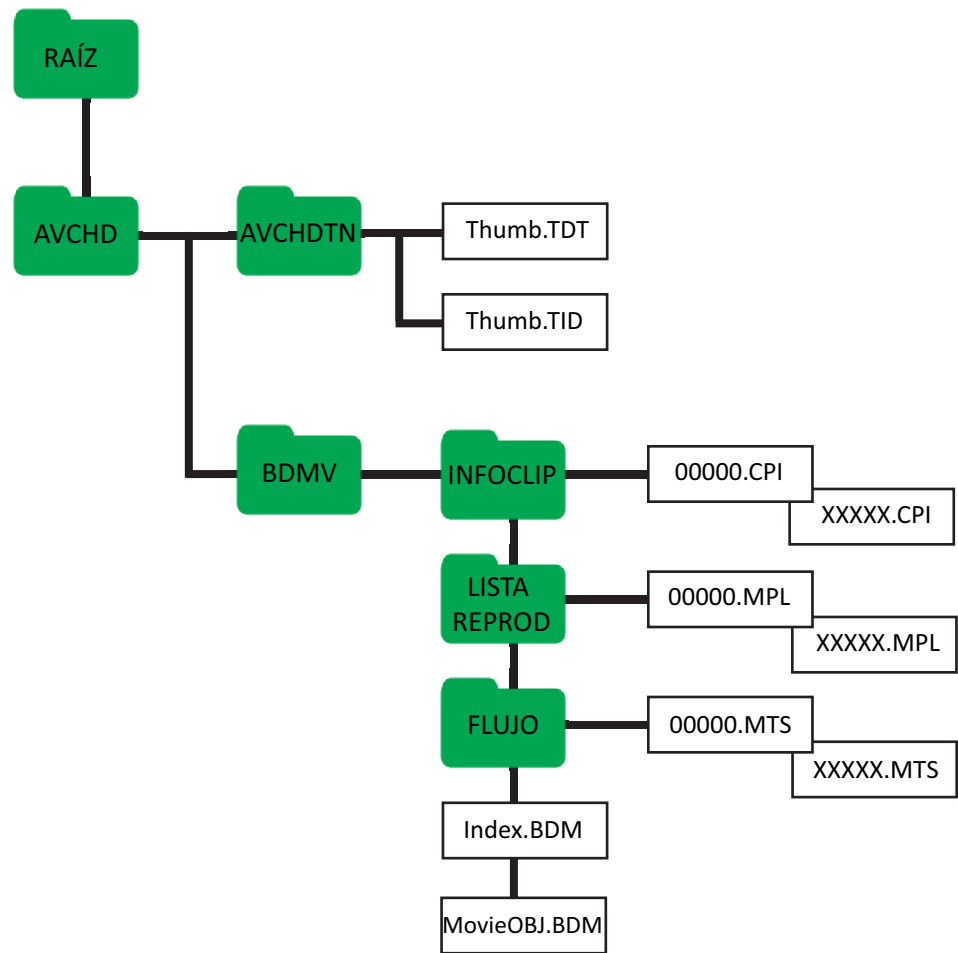 RAÍZ
AVCHD
AVCHDTN
Thumb.TDT
Thumb.TID
BDMV
INFOCLIP
00000.CPI
XXXXX.CPI
LISTA
REPROD
00000.MPL
XXXXX.MPL
FLUJO
00000.MTS
XXXXX.MTS
Index.BDM
MovieOBJ.BDM